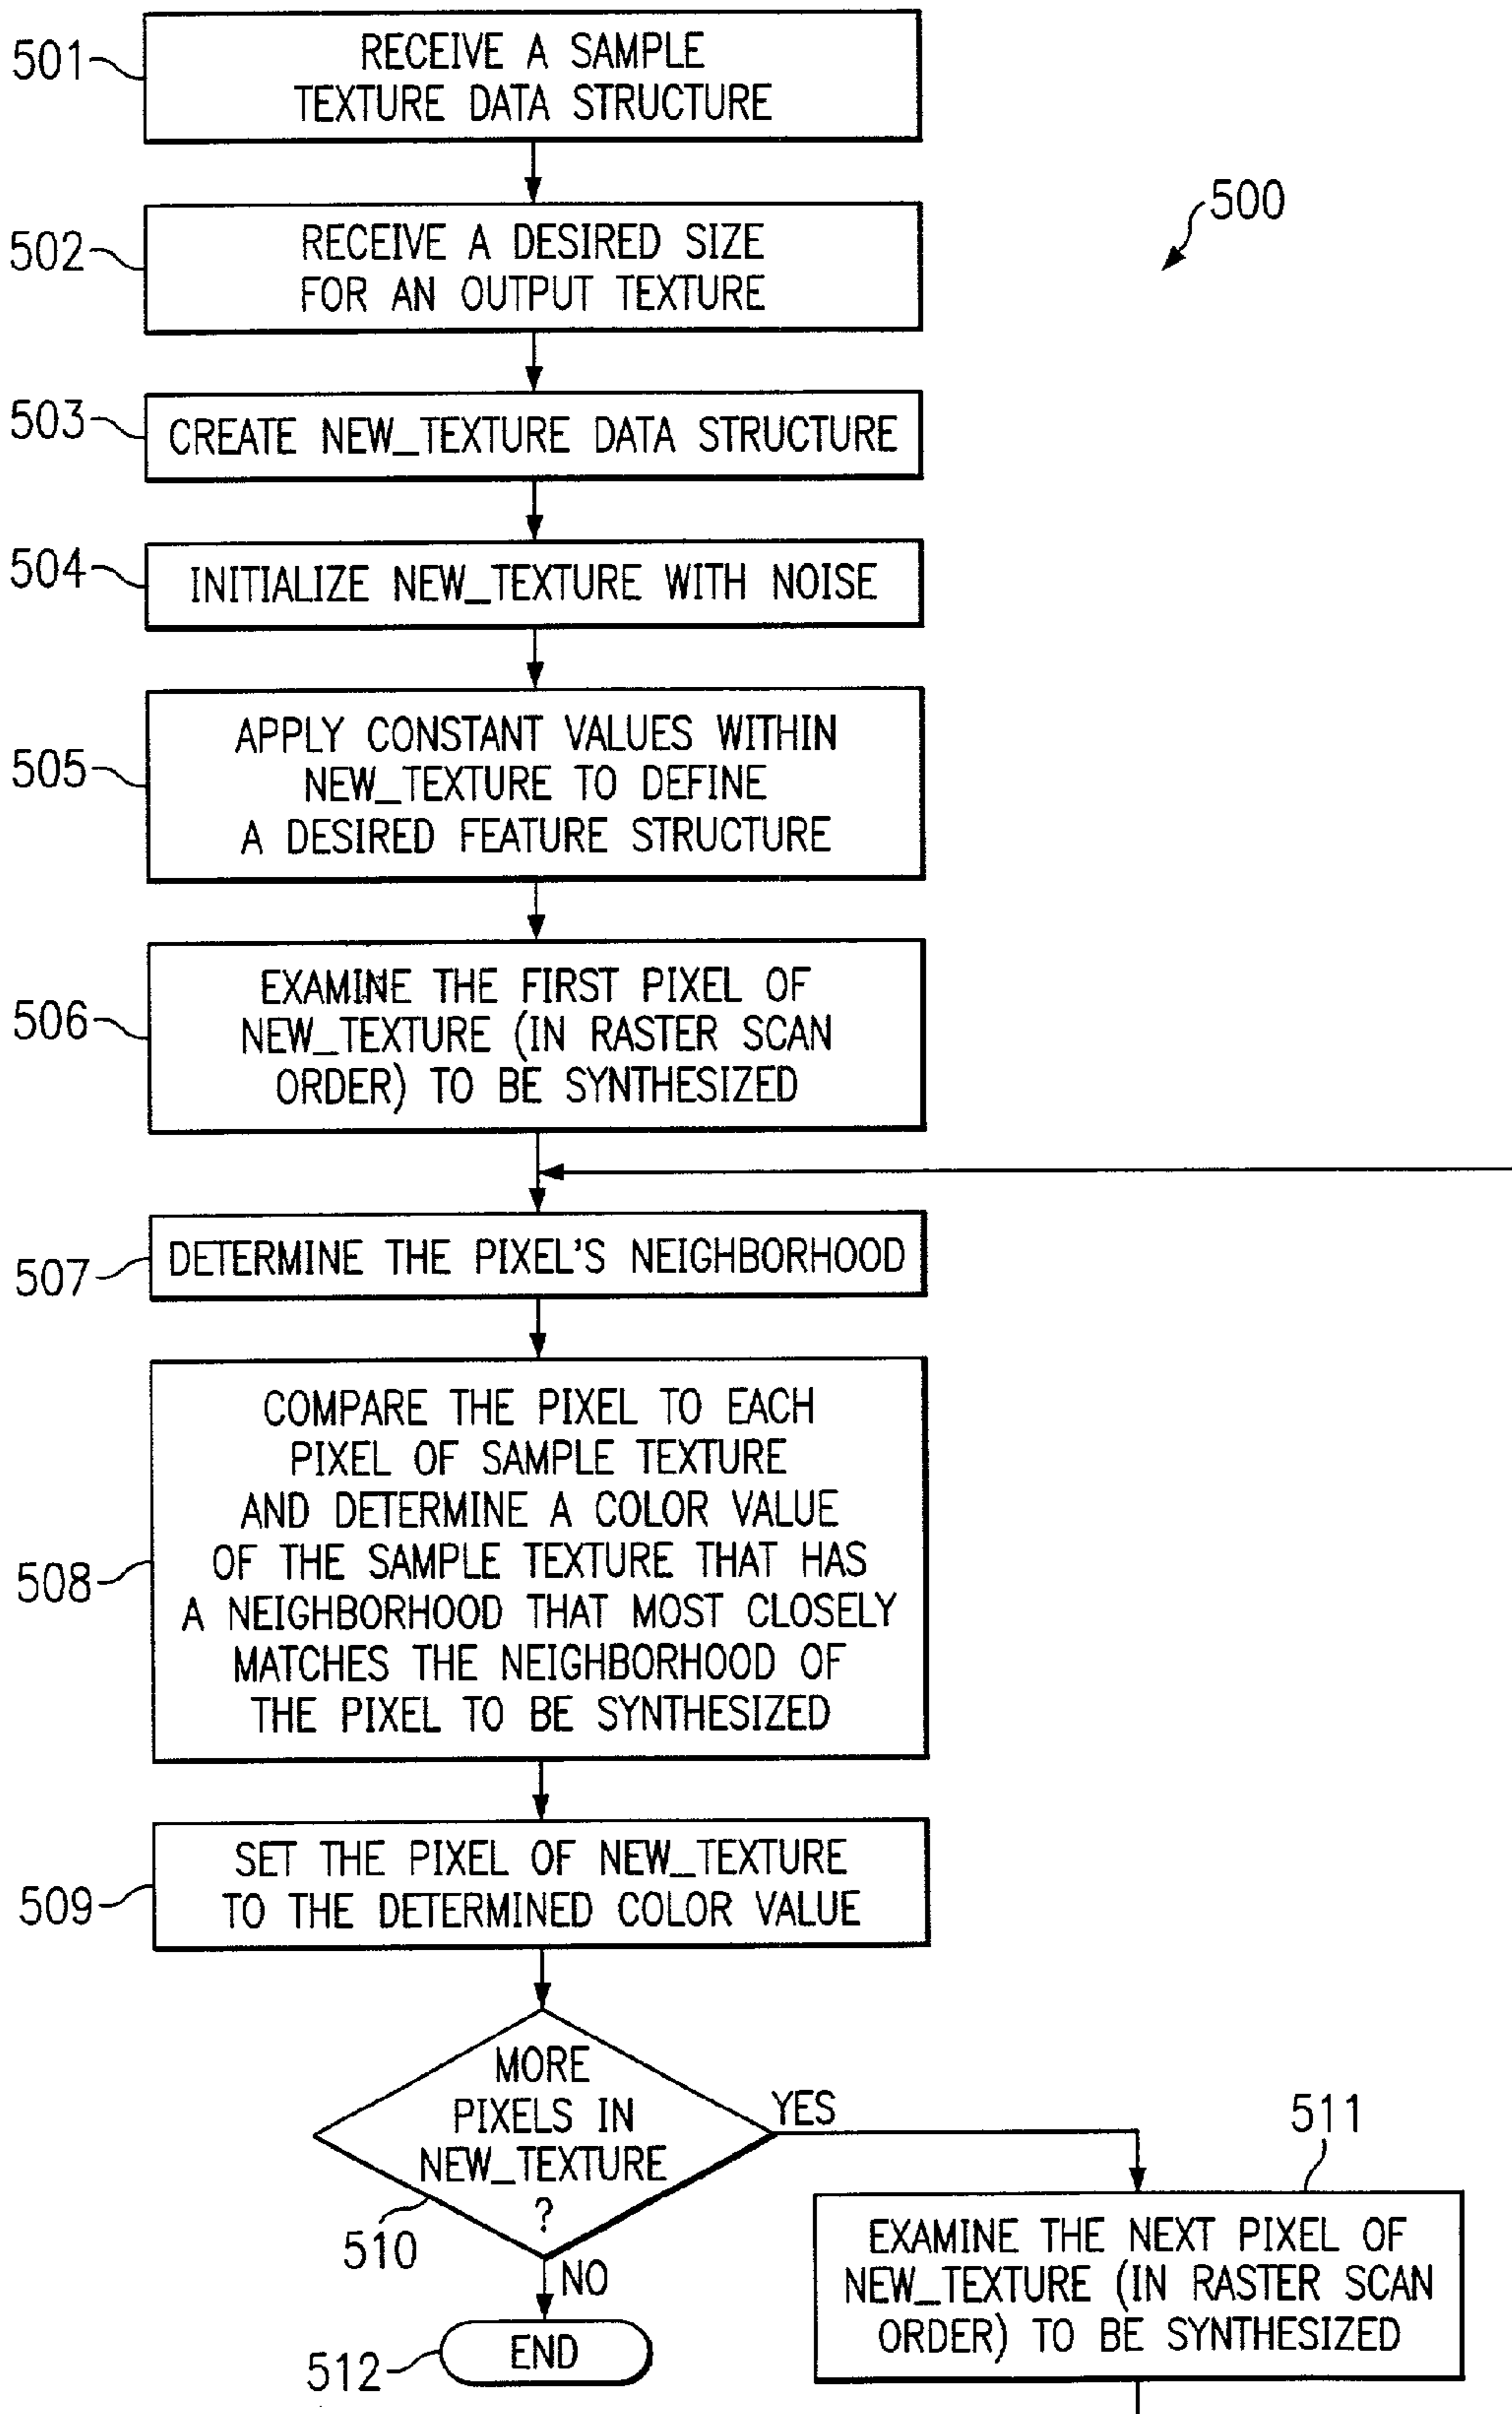 501
RECEIVE A SAMPLE
TEXTURE DATA STRUCTURE
500
502
RECEIVE A DESIRED SIZE
FOR AN OUTPUT TEXTURE
503
CREATE NEW_TEXTURE DATA STRUCTURE
504
INITIALIZE NEW_TEXTURE WITH NOISE
505
APPLY CONSTANT VALUES WITHIN
NEW_TEXTURE TO DEFINE
A DESIRED FEATURE STRUCTURE
506
EXAMINE THE FIRST PIXEL OF
NEW_TEXTURE (IN RASTER SCAN
ORDER) TO BE SYNTHESIZED
507
DETERMINE THE PIXEL'S NEIGHBORHOOD
508
COMPARE THE PIXEL TO EACH
PIXEL OF SAMPLE TEXTURE
AND DETERMINE A COLOR VALUE
OF THE SAMPLE TEXTURE THAT HAS
A NEIGHBORHOOD THAT MOST CLOSELY
MATCHES THE NEIGHBORHOOD OF
THE PIXEL TO BE SYNTHESIZED
509
SET THE PIXEL OF NEW_TEXTURE
TO THE DETERMINED COLOR VALUE
MORE
PIXELS IN
NEW_TEXTURE
?
510
YES
NO
511
EXAMINE THE NEXT PIXEL OF
NEW_TEXTURE (IN RASTER SCAN
ORDER) TO BE SYNTHESIZED
512
END